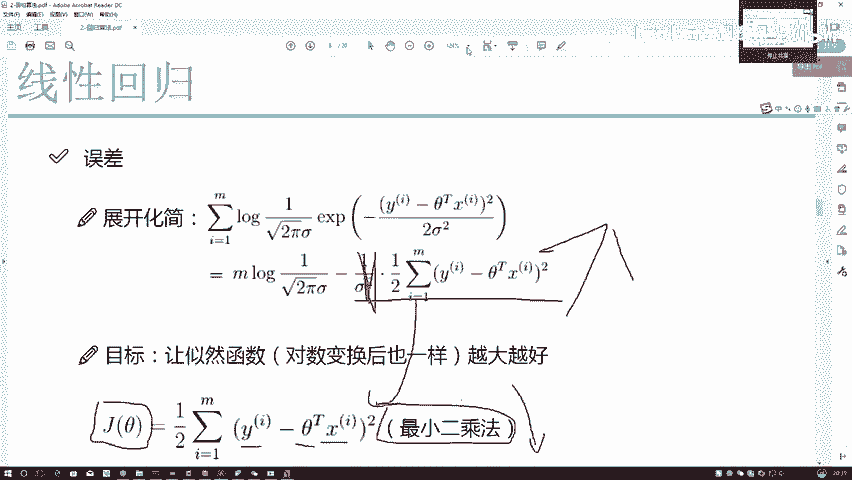 2-回归算法.pdf - Adobe Acrobat Reader DC
文件(F) 编辑(E) 视图(V) 窗口(W) 帮助(H)
主页 工具 2-回归算法.pdf ×
线性回归
误差
展开化简： \sum_{i=1}^{m} \log \frac{1}{\sqrt{2\pi}\sigma} \exp\left(-\frac{(y^{(i)} - \theta^T x^{(i)})^2}{2\sigma^2}\right)
= m \log \frac{1}{\sqrt{2\pi}\sigma} - \frac{1}{\sigma^2} \cdot \frac{1}{2} \sum_{i=1}^{m} (y^{(i)} - \theta^T x^{(i)})^2
目标：让似然函数（对数变换后也一样）越大越好
J(\theta) = \frac{1}{2} \sum_{i=1}^{m} (y^{(i)} - \theta^T x^{(i)})^2 （最小二乘法）